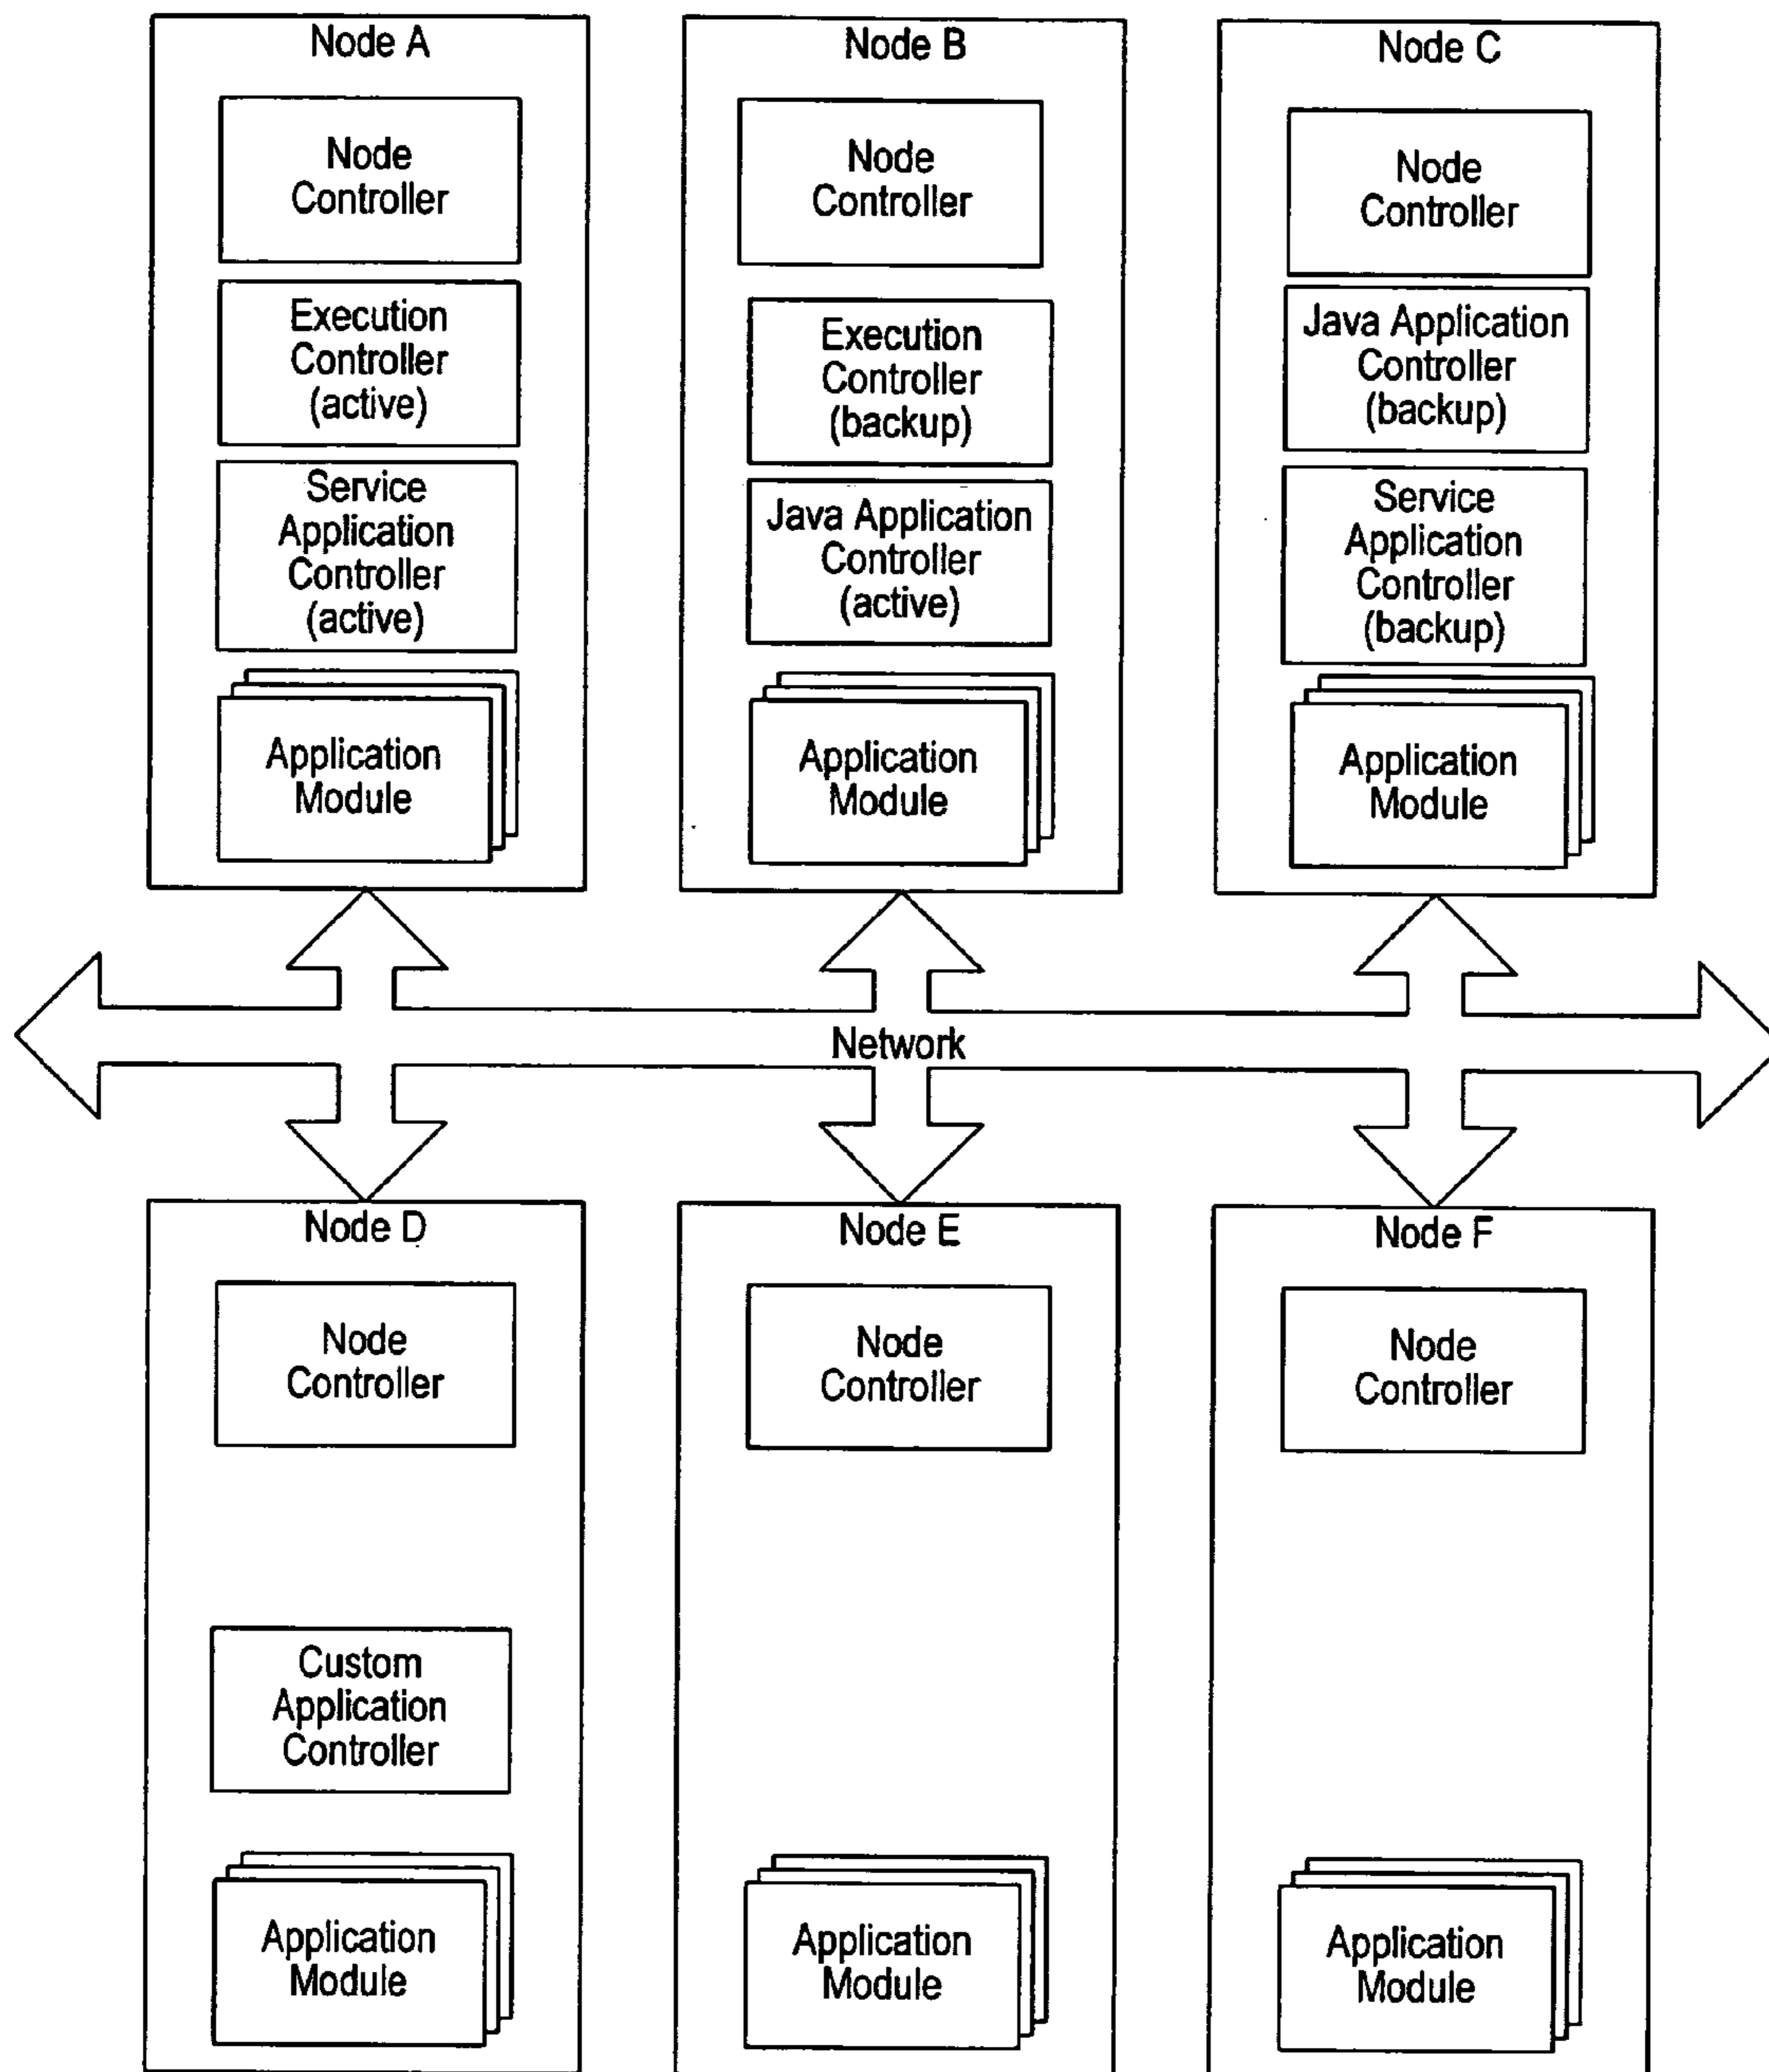 Node A
Node
Controller
Execution
Controller
(active)
Service
Application
Controller
(active)
Application
Module
Node B
Node
Controller
Execution
Controller
(backup)
Java Application
Controller
(active)
Application
Module
Node C
Node
Controller
Java Application
Controller
(backup)
Service
Application
Controller
(backup)
Application
Module
Network
Node D
Node
Controller
Custom
Application
Controller
Application
Module
Node E
Node
Controller
Application
Module
Node F
Node
Controller
Application
Module